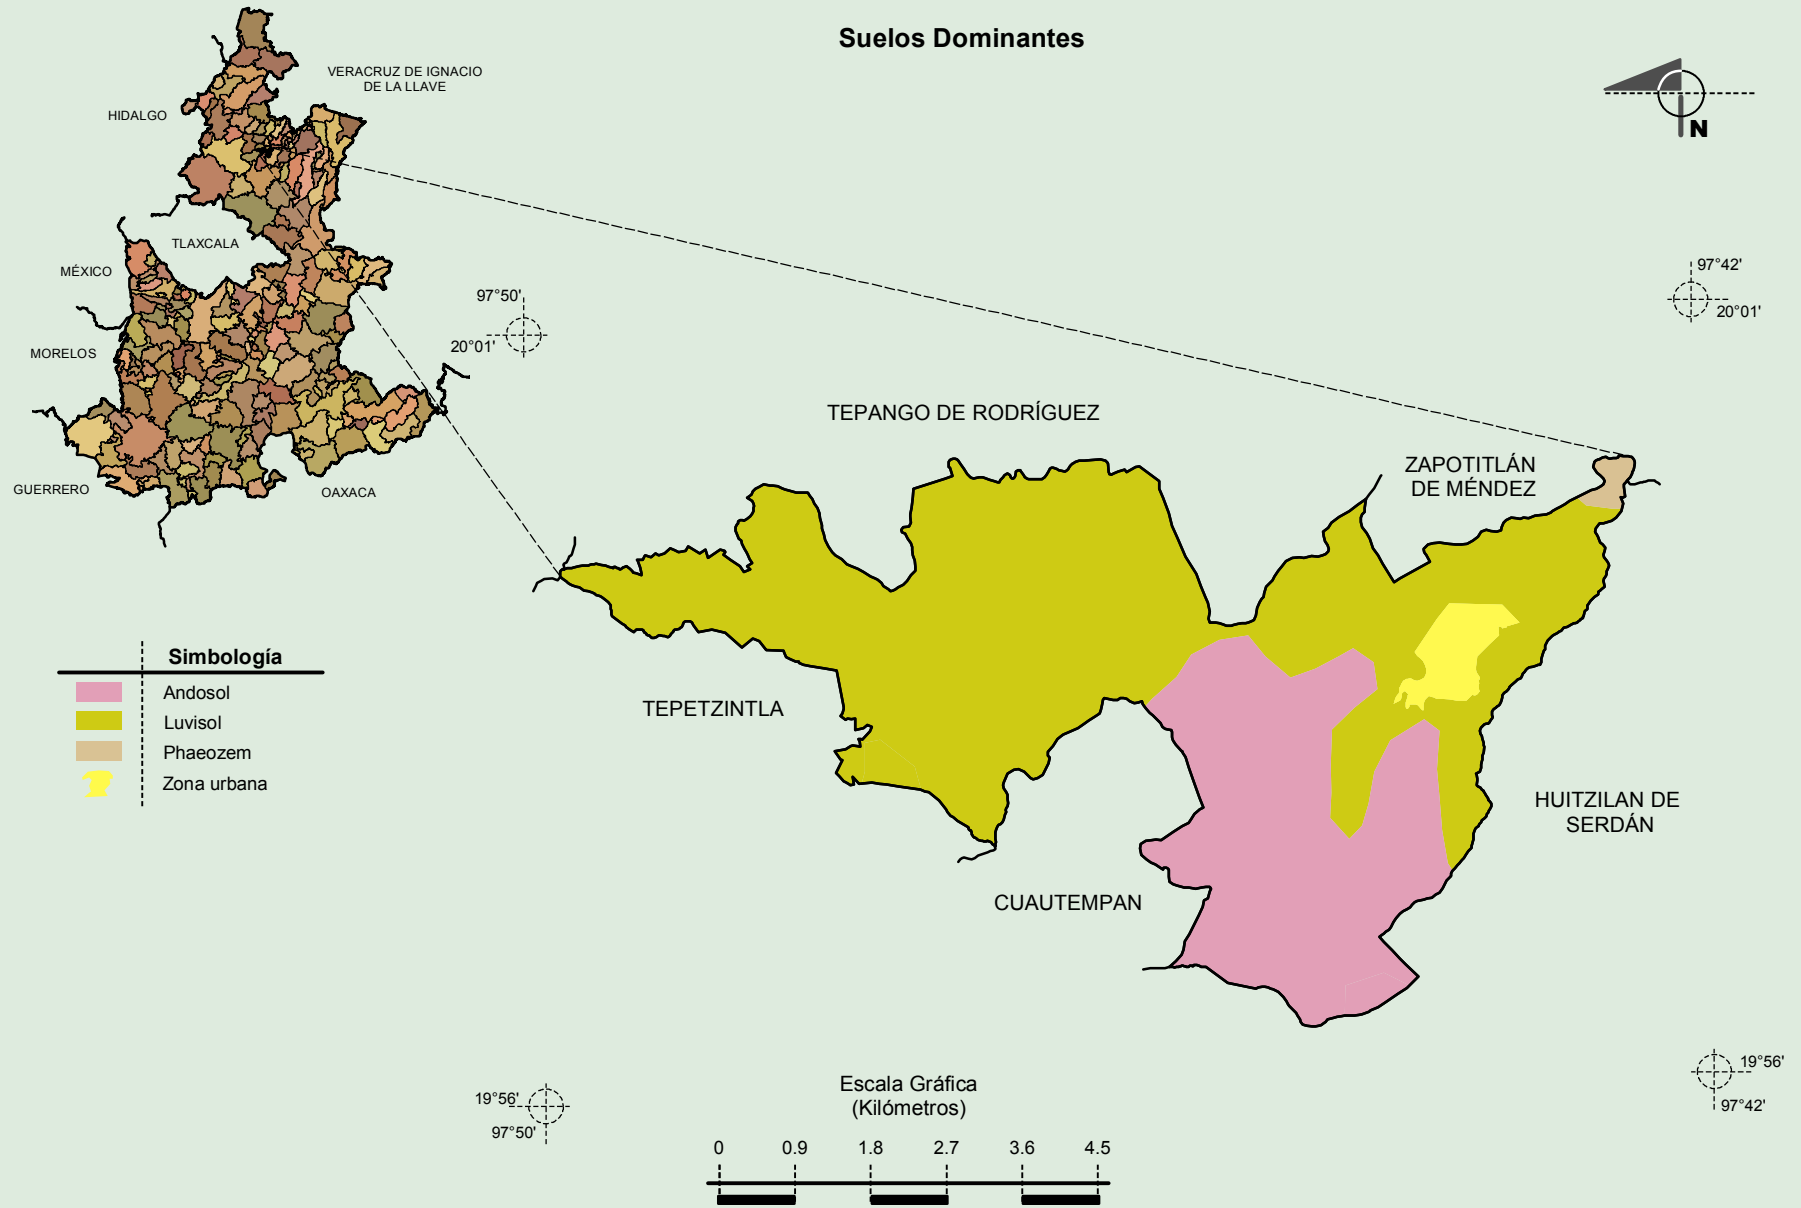 Suelos Dominantes
VERACRUZ DE IGNACIO
DE LA LLAVE
HIDALGO
TLAXCALA
MÉXICO
MORELOS
GUERRERO
OAXACA
N
97°50'
20°01'
97°42'
20°01'
TEPANGO DE RODRÍGUEZ
ZAPOTITLÁN
DE MÉNDEZ
TEPETZINTLA
HUITZILAN DE
SERDÁN
CUAUTEMPAN
Simbología
Andosol
Luvisol
Phaeozem
Zona urbana
19°56'
97°50'
19°56'
97°42'
Escala Gráfica
(Kilómetros)
0 0.9 1.8 2.7 3.6 4.5